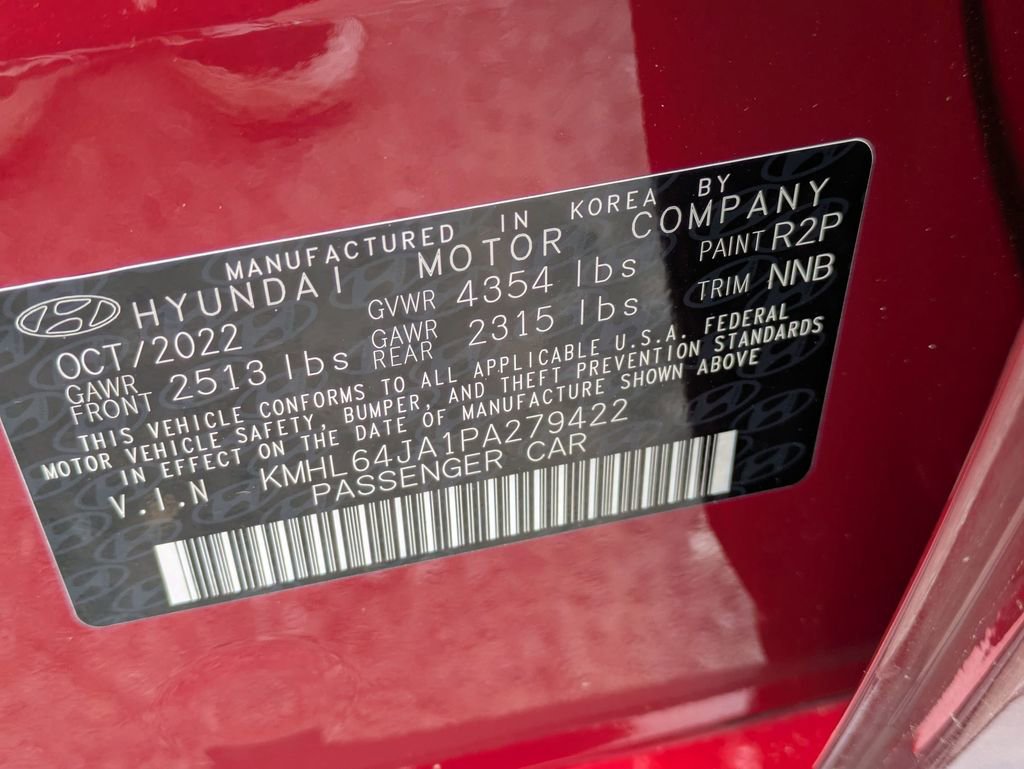 MANUFACTURED IN KOREA BY
HYUNDAI MOTOR COMPANY
OCT/2022 GVWR 4354 lbs PAINT R2P
GAWR FRONT 2513 lbs GAWR REAR 2315 lbs TRIM NNB
THIS VEHICLE CONFORMS TO ALL APPLICABLE U.S.A. FEDERAL
MOTOR VEHICLE SAFETY, BUMPER, AND THEFT PREVENTION STANDARDS
IN EFFECT ON THE DATE OF MANUFACTURE SHOWN ABOVE
V.I.N KMHL64JA1PA279422
PASSENGER CAR